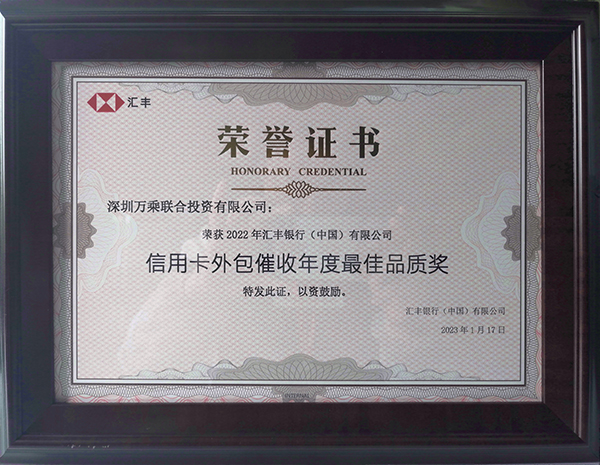 汇丰
荣誉证书
HONORARY CREDENTIAL
深圳万乘联合投资有限公司：
荣获 2022 年汇丰银行（中国）有限公司
信用卡外包催收年度最佳品质奖
特发此证，以资鼓励。
汇丰银行（中国）有限公司
2023 年 1 月 17 日
INTERNAL